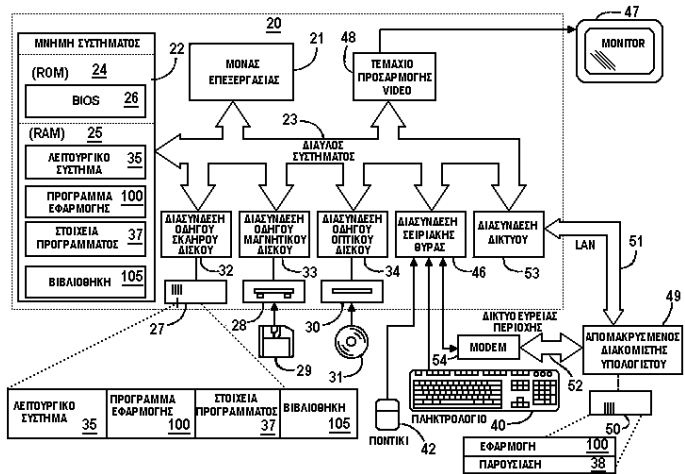 20
47
MONITOR
ΜΝΗΜΗ ΣΥΣΤΗΜΑΤΟΣ
22
(ROM) 24
BIOS 26
(RAM) 25
ΛΕΙΤΟΥΡΓΙΚΟ
ΣΥΣΤΗΜΑ 35
ΠΡΟΓΡΑΜΜΑ
ΕΦΑΡΜΟΓΗΣ 100
ΣΤΟΙΧΕΙΑ
ΠΡΟΓΡΑΜΜΑΤΟΣ 37
ΒΙΒΛΙΟΘΗΚΗ 105
ΜΟΝΑΣ
ΕΠΕΞΕΡΓΑΣΙΑΣ
21
48
ΤΕΜΑΧΙΟ
ΠΡΟΣΑΡΜΟΓΗΣ
VIDEO
23
ΔΙΑΥΛΟΣ
ΣΥΣΤΗΜΑΤΟΣ
ΔΙΑΣΥΝΔΕΣΗ
ΟΔΗΓΟΥ
ΣΚΛΗΡΟΥ
ΔΙΣΚΟΥ
32
ΔΙΑΣΥΝΔΕΣΗ
ΟΔΗΓΟΥ
ΜΑΓΝΗΤΙΚΟΥ
ΔΙΣΚΟΥ
33
ΔΙΑΣΥΝΔΕΣΗ
ΟΔΗΓΟΥ
ΟΠΤΙΚΟΥ
ΔΙΣΚΟΥ
34
ΔΙΑΣΥΝΔΕΣΗ
ΣΕΙΡΙΑΚΗΣ
ΘΥΡΑΣ
46
ΔΙΑΣΥΝΔΕΣΗ
ΔΙΚΤΥΟΥ
53
LAN
51
27
28
29
30
31
ΔΙΚΤΥΟ ΕΥΡΕΙΑΣ
ΠΕΡΙΟΧΗΣ
MODEM
54
52
49
ΑΠΟΜΑΚΡΥΣΜΕΝΟΣ
ΔΙΑΚΟΜΙΣΤΗΣ
ΥΠΟΛΟΓΙΣΤΟΥ
50
ΛΕΙΤΟΥΡΓΙΚΟ
ΣΥΣΤΗΜΑ
35
ΠΡΟΓΡΑΜΜΑ
ΕΦΑΡΜΟΓΗΣ
100
ΣΤΟΙΧΕΙΑ
ΠΡΟΓΡΑΜΜΑΤΟΣ
37
ΒΙΒΛΙΟΘΗΚΗ
105
ΠΟΝΤΙΚΙ
42
ΠΛΗΚΤΡΟΛΟΓΙΟ
40
ΕΦΑΡΜΟΓΗ 100
ΠΑΡΟΥΣΙΑΣΗ 38